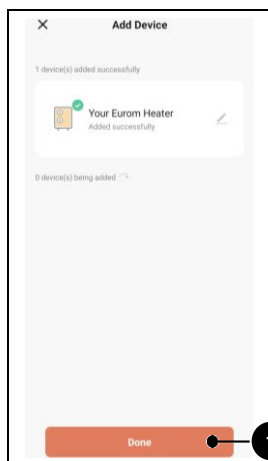 Add Device
1 device(s) added successfully
Your Eurom Heater
Added successfully
0 device(s) being added
Done